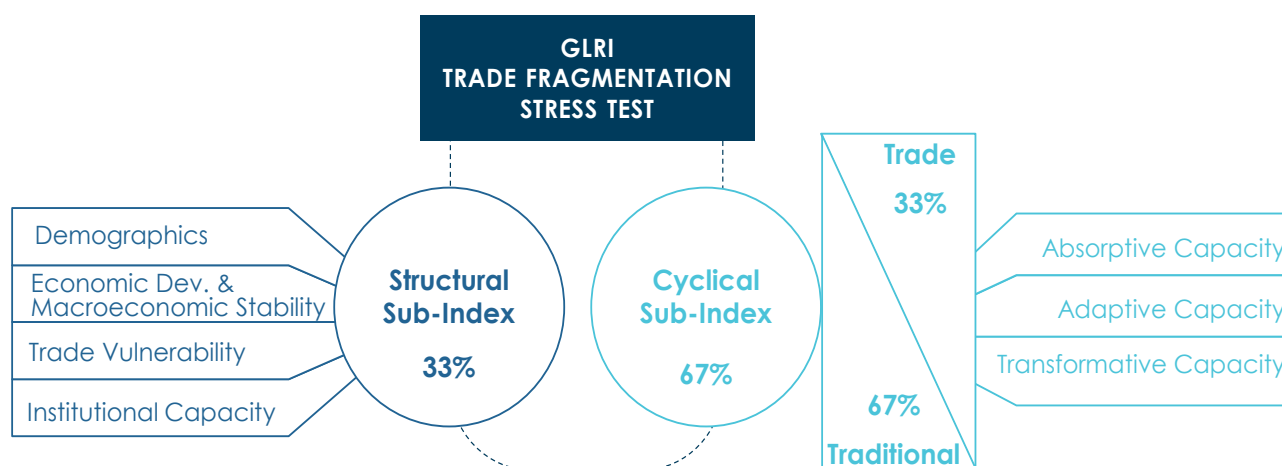 GLRI
TRADE FRAGMENTATION
STRESS TEST
Demographics
Economic Dev. &
Macroeconomic Stability
Trade Vulnerability
Institutional Capacity
Structural
Sub-Index
33%
Cyclical
Sub-Index
67%
Trade
33%
67%
Traditional
Absorptive Capacity
Adaptive Capacity
Transformative Capacity